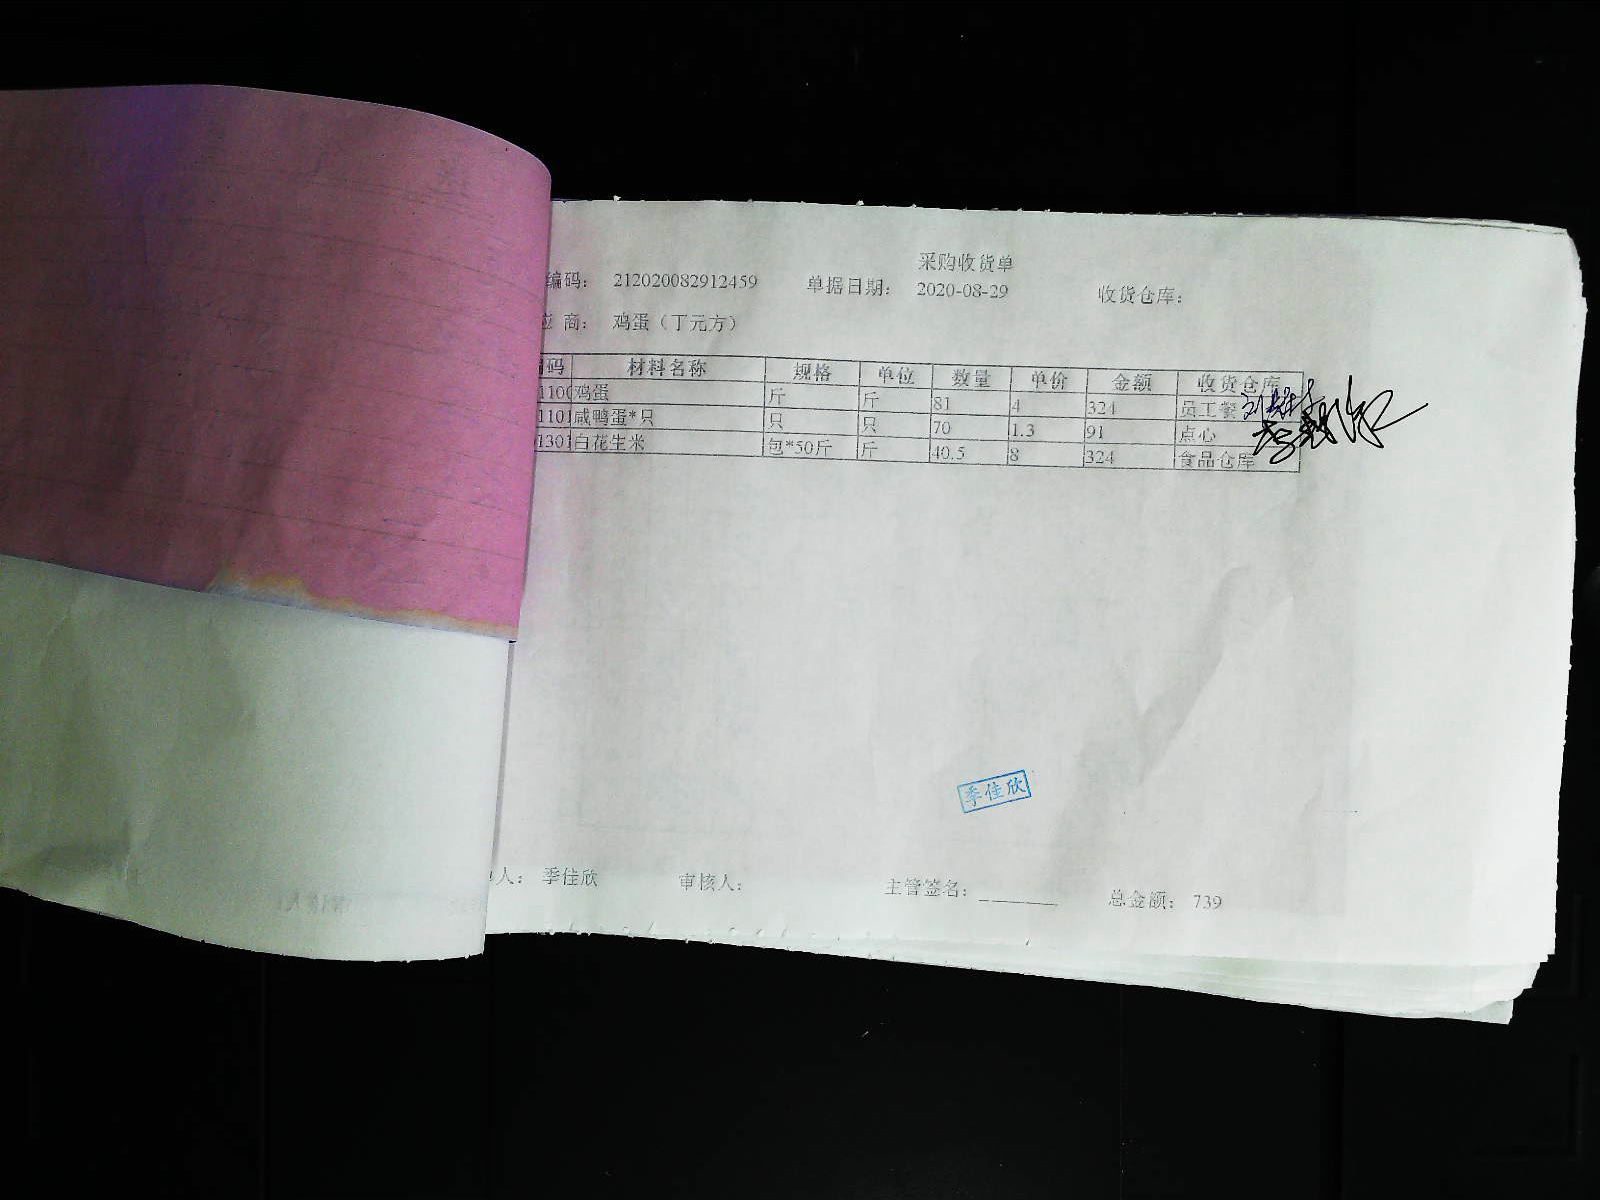 采购收货单
编码： 212020082912459 单据日期： 2020-08-29 收货仓库：
应 商： 鸡蛋（丁元方）
编码 材料名称 规格 单位 数量 单价 金额 收货仓库
鸡蛋 斤 斤 81 4 324 员工餐
1101 咸鸭蛋*只 只 只 70 1.3 91 点心
1301 白花生米 包*50斤 斤 40.5 8 324 食品仓库
季佳欣
人： 季佳欣 审核人： 主管签名：________ 总金额： 739